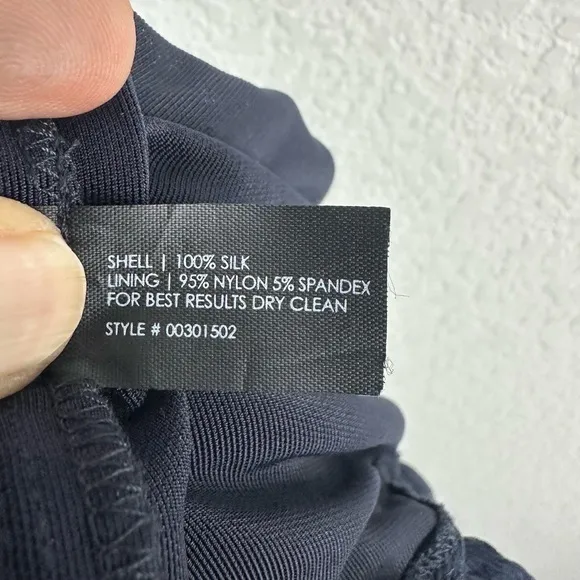 SHELL | 100% SILK
LINING | 95% NYLON 5% SPANDEX
FOR BEST RESULTS DRY CLEAN
STYLE # 00301502